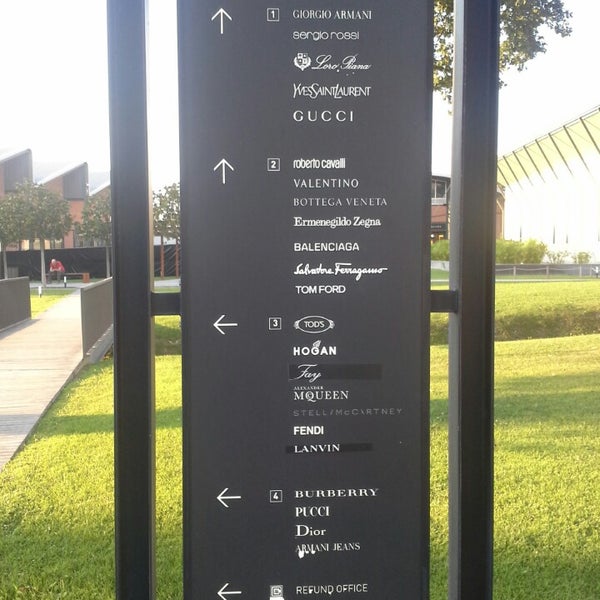 1 GIORGIO ARMANI
sergio rossi
Loro Piana
YVES SAINT LAURENT
GUCCI
2 roberto cavalli
VALENTINO
BOTTEGA VENETA
Ermenegildo Zegna
BALENCIAGA
Salvatore Ferragamo
TOM FORD
3 TOD'S
HOGAN
Fay
ALEXANDER
McQUEEN
STELLA McCARTNEY
FENDI
LANVIN
4 BURBERRY
PUCCI
Dior
ARMANI JEANS
REFUND OFFICE